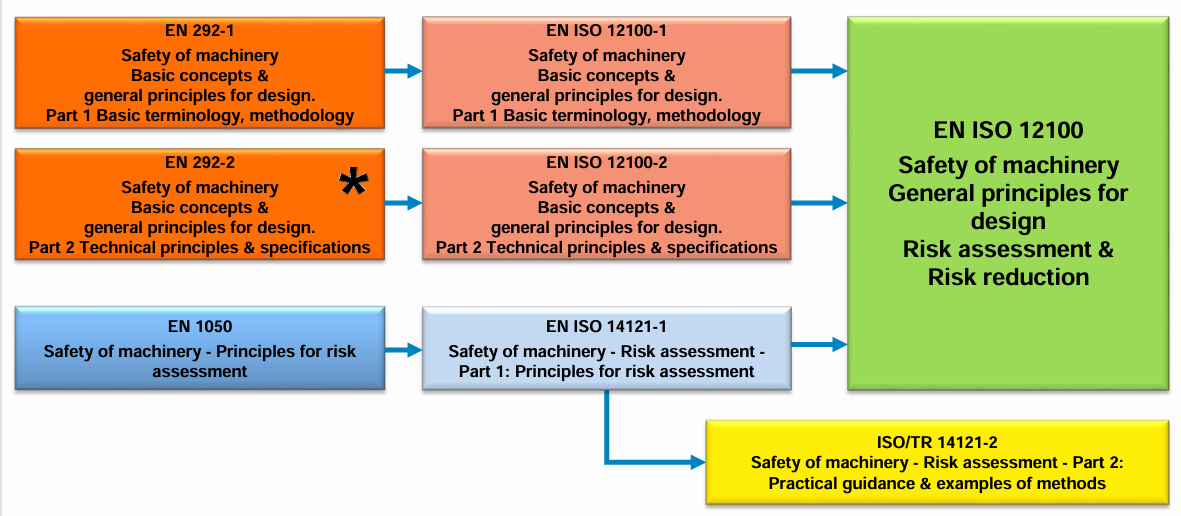 EN 292-1
Safety of machinery
Basic concepts &
general principles for design.
Part 1 Basic terminology, methodology
EN ISO 12100-1
Safety of machinery
Basic concepts &
general principles for design.
Part 1 Basic terminology, methodology
EN 292-2
Safety of machinery
Basic concepts &
general principles for design.
Part 2 Technical principles & specifications
*
EN ISO 12100-2
Safety of machinery
Basic concepts &
general principles for design.
Part 2 Technical principles & specifications
EN ISO 12100
Safety of machinery
General principles for
design
Risk assessment &
Risk reduction
EN 1050
Safety of machinery - Principles for risk
assessment
EN ISO 14121-1
Safety of machinery - Risk assessment -
Part 1: Principles for risk assessment
ISO/TR 14121-2
Safety of machinery - Risk assessment - Part 2:
Practical guidance & examples of methods